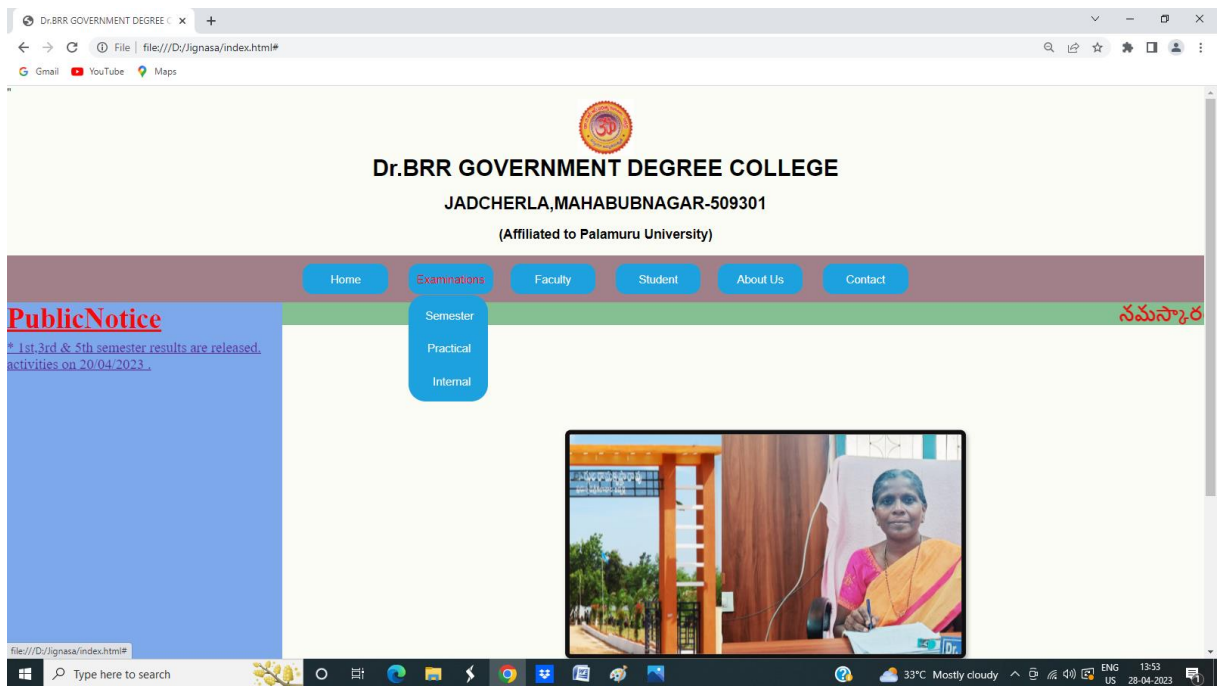 Dr.BRR GOVERNMENT DEGREE C
File
file:///D:/Jignasa/index.html#
Gmail
YouTube
Maps
"
Dr.BRR GOVERNMENT DEGREE COLLEGE
JADCHERLA,MAHABUBNAGAR-509301
(Affiliated to Palamuru University)
Home Examinations Faculty Student About Us Contact
Semester
Practical
Internal
PublicNotice
* 1st,3rd & 5th semester results are released.
activities on 20/04/2023 .
నమస్కార
Dr.
file:///D:/Jignasa/index.html#
Type here to search
33°C Mostly cloudy
ENG
US
13:53
28-04-2023